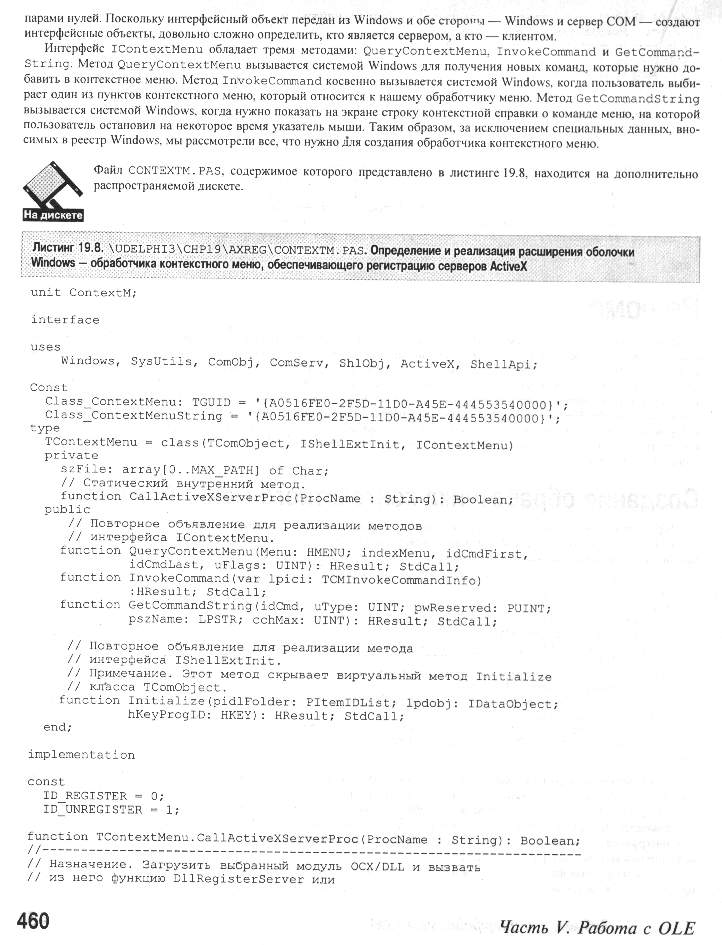 парами нулей. Поскольку интерфейсный объект передан из Windows и обе стороны — Windows и сервер COM — создают
интерфейсные объекты, довольно сложно определить, кто является сервером, а кто — клиентом.
Интерфейс IContextMenu обладает тремя методами: QueryContextMenu, InvokeCommand и GetCommand-
String. Метод QueryContextMenu вызывается системой Windows для получения новых команд, которые нужно до-
бавить в контекстное меню. Метод InvokeCommand косвенно вызывается системой Windows, когда пользователь выби-
рает один из пунктов контекстного меню, который относится к нашему обработчику меню. Метод GetCommandString
вызывается системой Windows, когда нужно показать на экране строку контекстной справки о команде меню, на которой
пользователь остановил на некоторое время указатель мыши. Таким образом, за исключением специальных данных, вно-
симых в реестр Windows, мы рассмотрели все, что нужно для создания обработчика контекстного меню.
Файл CONTEXTM.PAS, содержимое которого представлено в листинге 19.8, находится на дополнительно
распространяемой дискете.
На дискете
Листинг 19.8. \UDELPHI3\CHP19\AXREG\CONTEXTM.PAS. Определение и реализация расширения оболочки
Windows — обработчика контекстного меню, обеспечивающего регистрацию серверов ActiveX
unit ContextM;
interface
uses
Windows, SysUtils, ComObj, ComServ, ShlObj, ActiveX, ShellApi;
Const
Class_ContextMenu: TGUID = '{A0516FE0-2F5D-11D0-A45E-444553540000}';
Class_ContextMenuString = '{A0516FE0-2F5D-11D0-A45E-444553540000}';
type
TContextMenu = class(TComObject, IShellExtInit, IContextMenu)
private
szFile: array[0..MAX_PATH] of Char;
// Статический внутренний метод.
function CallActiveXServerProc(ProcName : String): Boolean;
public
// Повторное объявление для реализации методов
// интерфейса IContextMenu.
function QueryContextMenu(Menu: HMENU; indexMenu, idCmdFirst,
idCmdLast, uFlags: UINT): HResult; StdCall;
function InvokeCommand(var lpici: TCMInvokeCommandInfo)
:HResult; StdCall;
function GetCommandString(idCmd, uType: UINT; pwReserved: PUINT;
pszName: LPSTR; cchMax: UINT): HResult; StdCall;
// Повторное объявление для реализации метода
// интерфейса IShellExtInit.
// Примечание. Этот метод скрывает виртуальный метод Initialize
// класса TComObject.
function Initialize(pidlFolder: PItemIDList; lpdobj: IDataObject;
hKeyProgID: HKEY): HResult; StdCall;
end;
implementation
const
ID_REGISTER = 0;
ID_UNREGISTER = 1;
function TContextMenu.CallActiveXServerProc(ProcName : String): Boolean;
//-----------------------------------------------------------------------
// Назначение. Загрузить выбранный модуль OCX/DLL и вызвать
// из него функцию DllRegisterServer или
460
Часть V. Работа с OLE